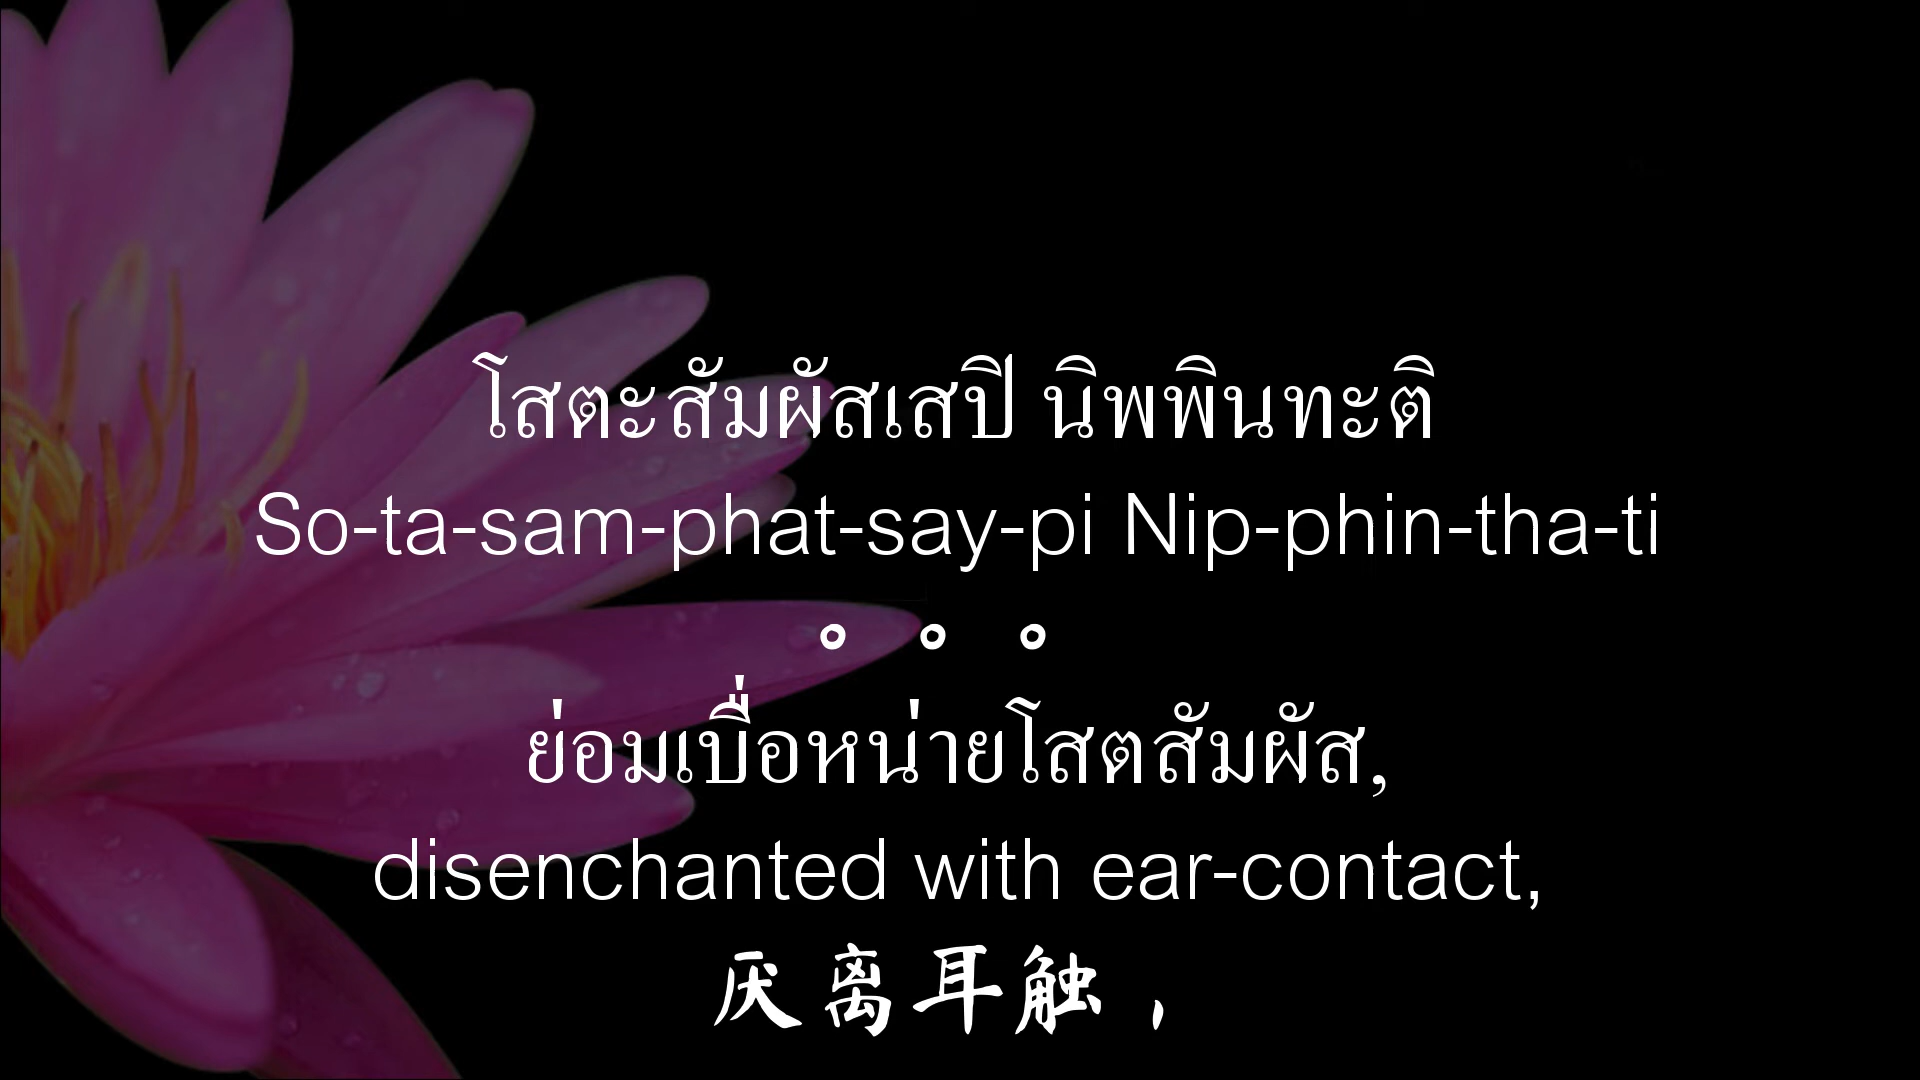 โสตะสัมผัสเสปี นิพพินทะติ
So-ta-sam-phat-say-pi Nip-phin-tha-ti
ย่อมเบื่อหน่ายโสตสัมผัส,
disenchanted with ear-contact,
厌离耳触，